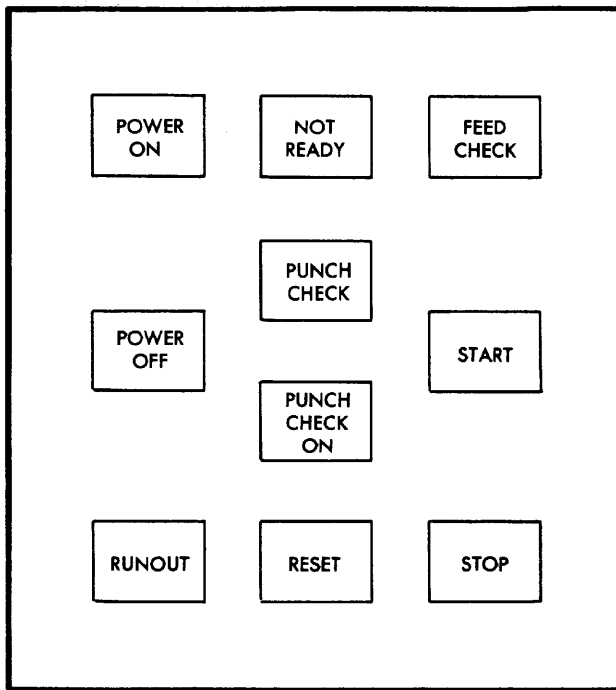 POWER
ON
NOT
READY
FEED
CHECK
PUNCH
CHECK
POWER
OFF
START
PUNCH
CHECK
ON
RUNOUT
RESET
STOP